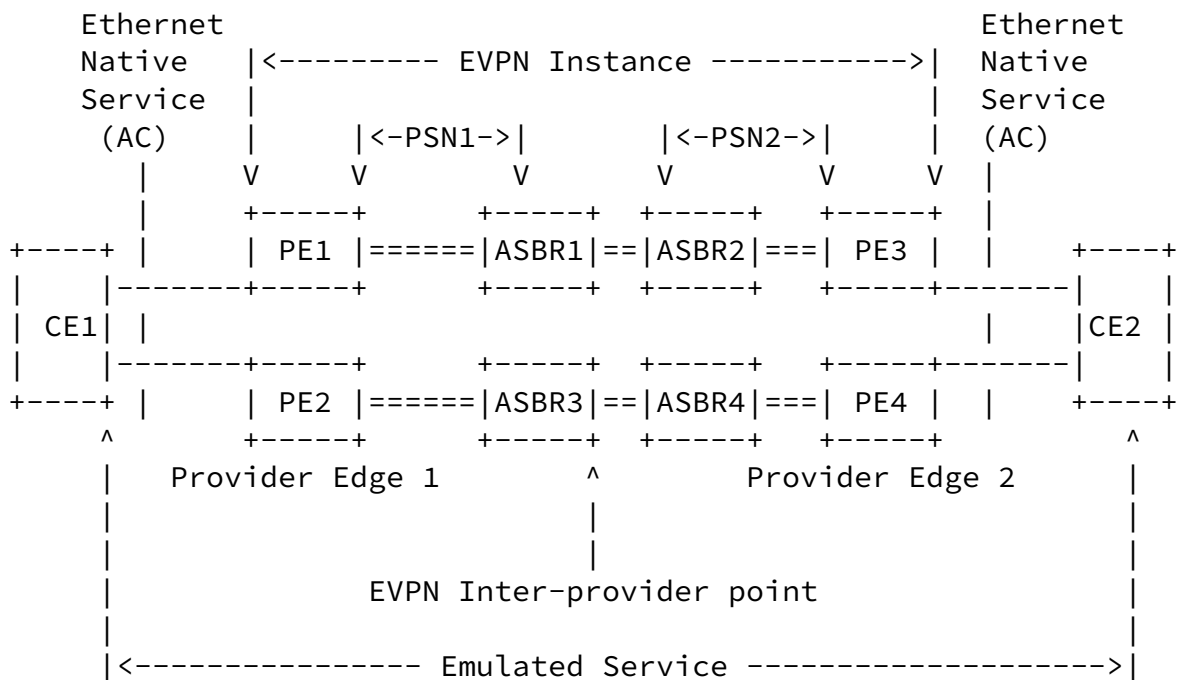 Ethernet                                          Ethernet
Native   |<--------- EVPN Instance ----------->|  Native
Service  |                                     |  Service
(AC)   |     |<-PSN1->|       |<-PSN2->|     |  (AC)
|    V     V        V       V        V     V  |
|    +-----+      +-----+  +-----+   +-----+  |
+----+ |    | PE1 |======|ASBR1|==|ASBR2|===| PE3 |  |    +----+
|    |-------+-----+      +-----+  +-----+   +-----+-------|    |
| CE1| |                                              |    |CE2 |
|    |-------+-----+      +-----+  +-----+   +-----+-------|    |
+----+ |    | PE2 |======|ASBR3|==|ASBR4|===| PE4 |  |    +----+
^      +-----+      +-----+  +-----+   +-----+         ^
|   Provider Edge 1        ^        Provider Edge 2      |
|                          |                             |
|                          |                             |
|              EVPN Inter-provider point                 |
|                                                        |
|<---------------- Emulated Service -------------------->|